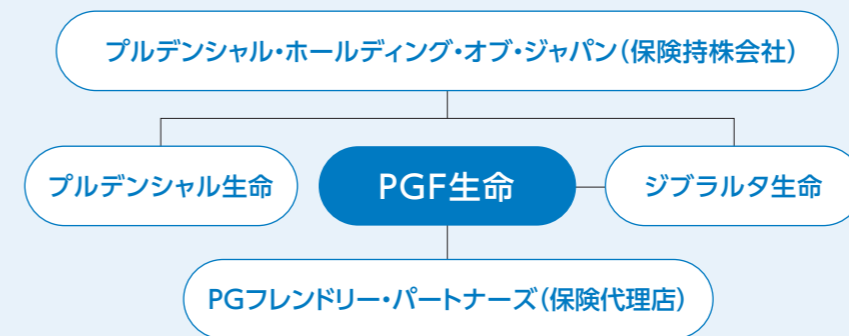 プルデンシャル・ホールディング・オブ・ジャパン(保険持株会社)
プルデンシャル生命
PGF生命
ジブラルタ生命
PGフレンドリー・パートナーズ(保険代理店)